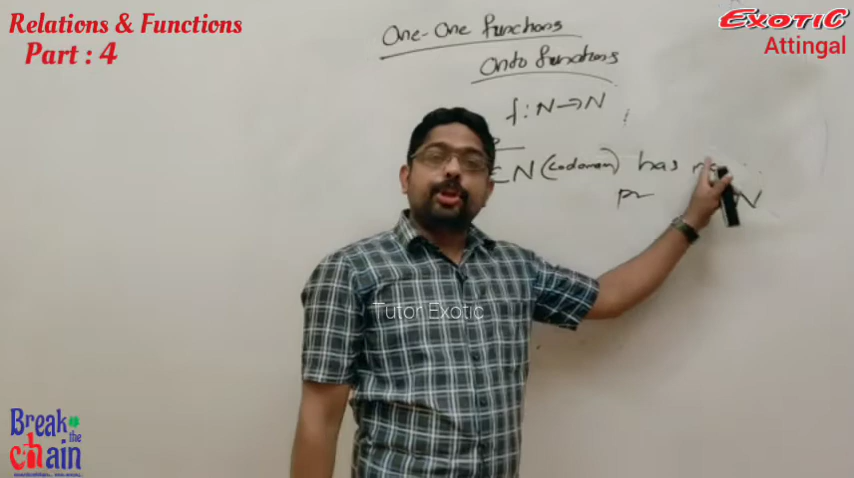 Relations & Functions
Part : 4
EXOTIC
Attingal
One-One functions
Onto functions
f : N → N
∈ N (codomain) has
N
Tutor Exotic
Break
the
chain